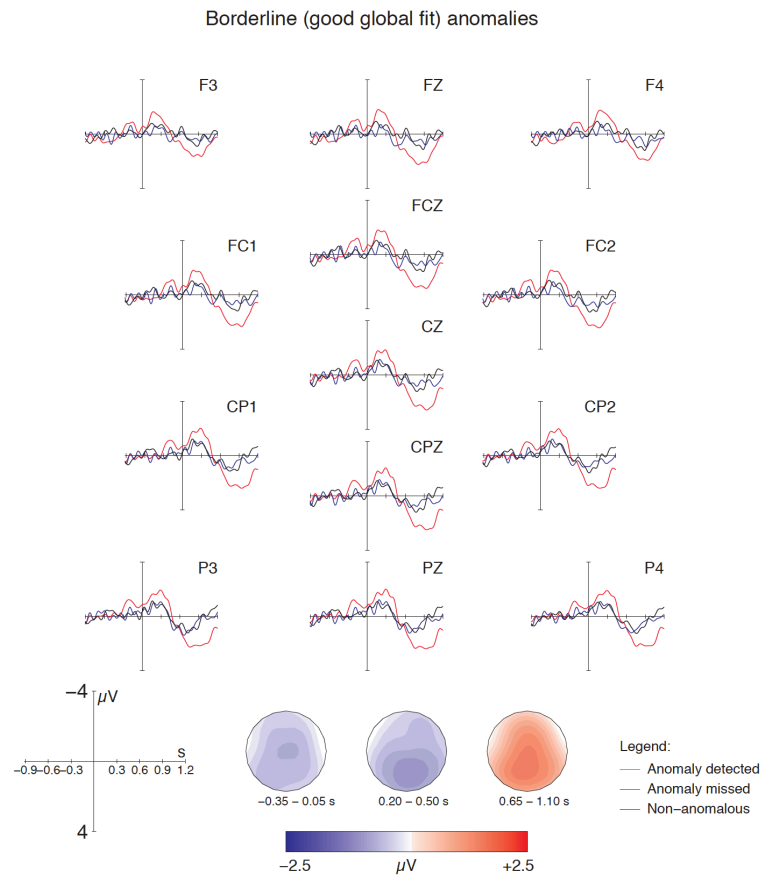 Borderline (good global fit) anomalies
F3 FZ F4
FCZ
FC1 FC2
CZ
CP1 CP2
CPZ
P3 PZ P4
−4
μV
s
−0.9 −0.6 −0.3 0.3 0.6 0.9 1.2
4
−0.35 – 0.05 s 0.20 – 0.50 s 0.65 – 1.10 s
Legend:
Anomaly detected
Anomaly missed
Non−anomalous
−2.5 μV +2.5